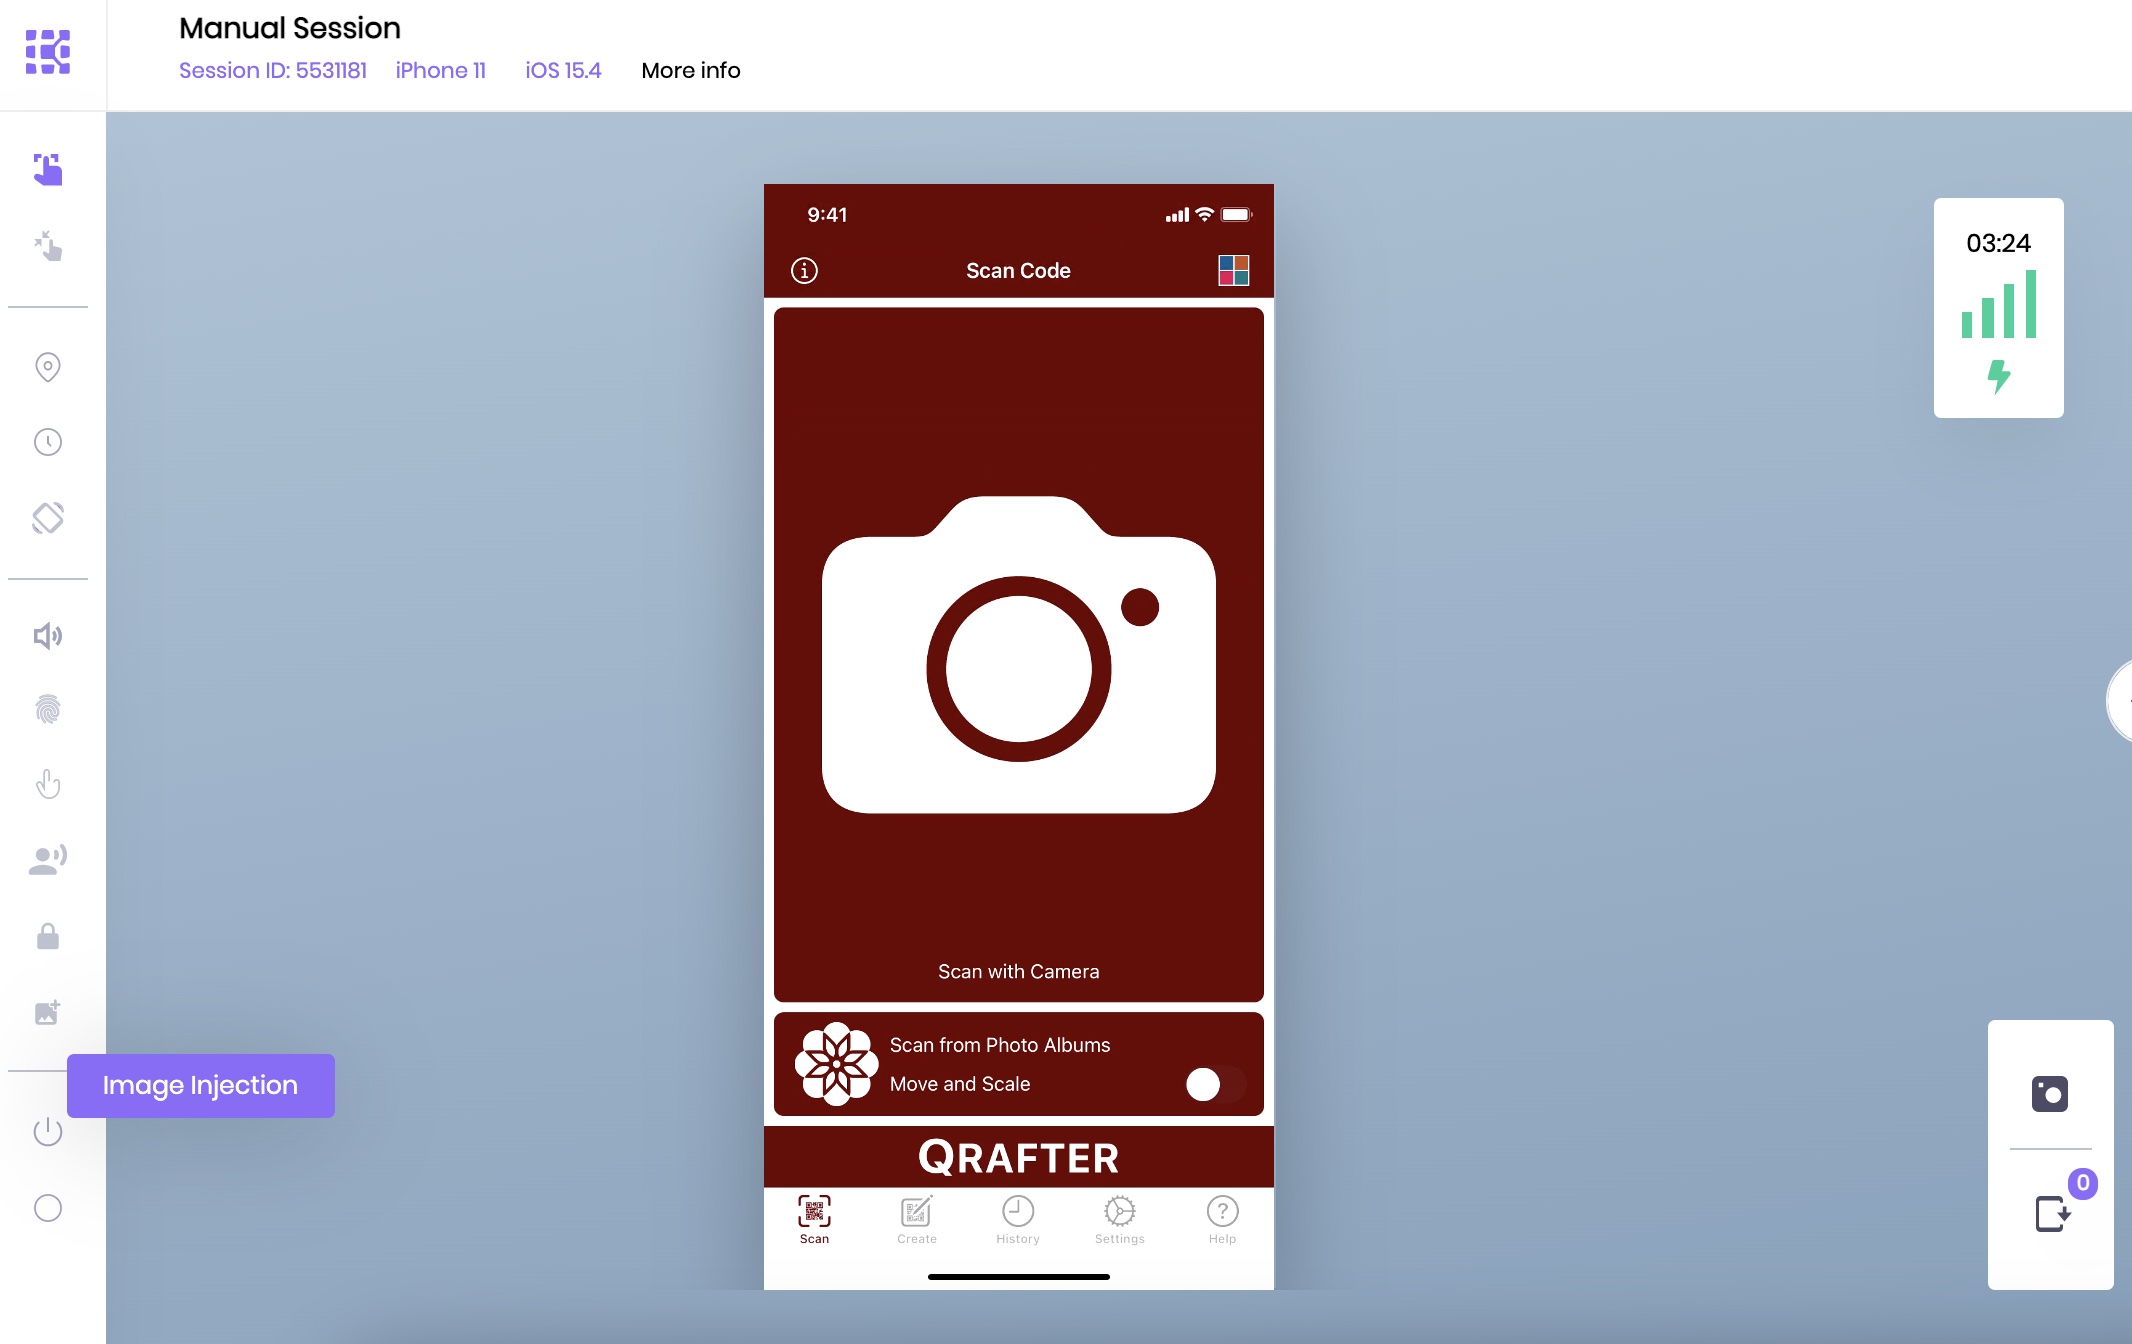 Manual Session
Session ID: 5531181 iPhone 11 iOS 15.4 More info
9:41
Scan Code
03:24
Scan with Camera
Scan from Photo Albums
Move and Scale
Image Injection
QRAFTER
0
Scan Create History Settings Help